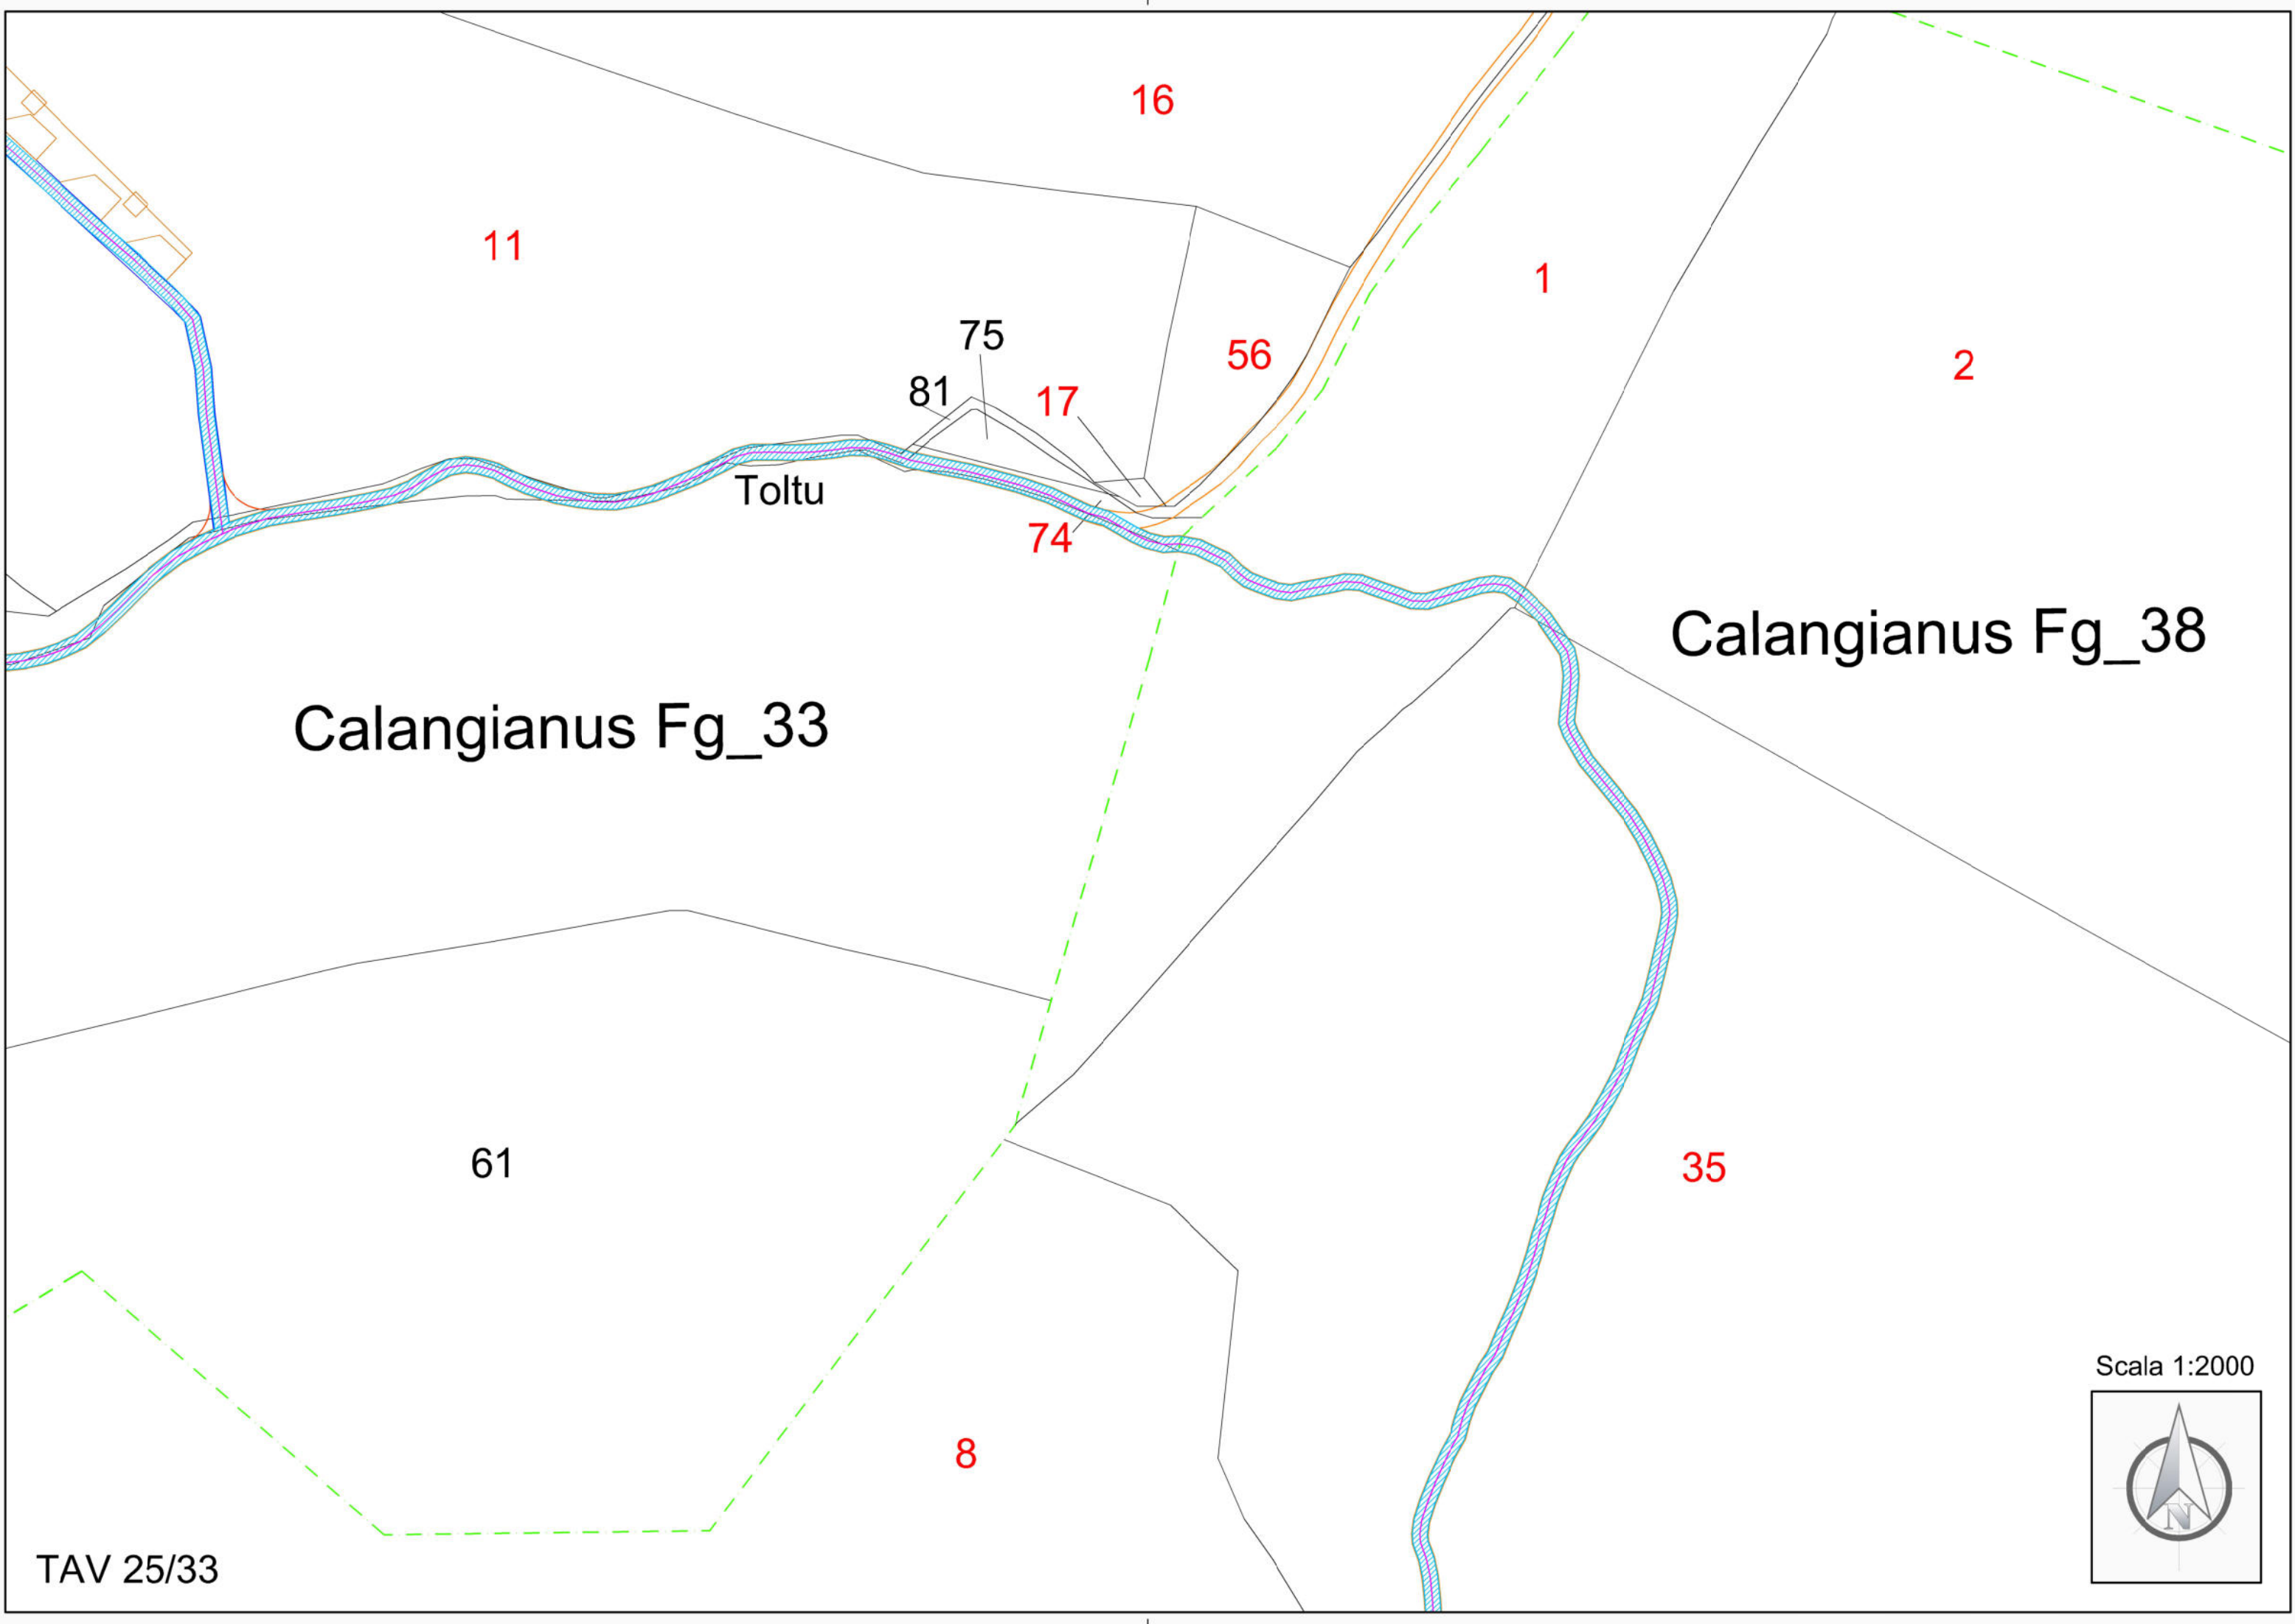 16
11
1
75
56
2
81
17
Toltu
74
Calangianus Fg_38
Calangianus Fg_33
61
35
Scala 1:2000
8
N
TAV 25/33